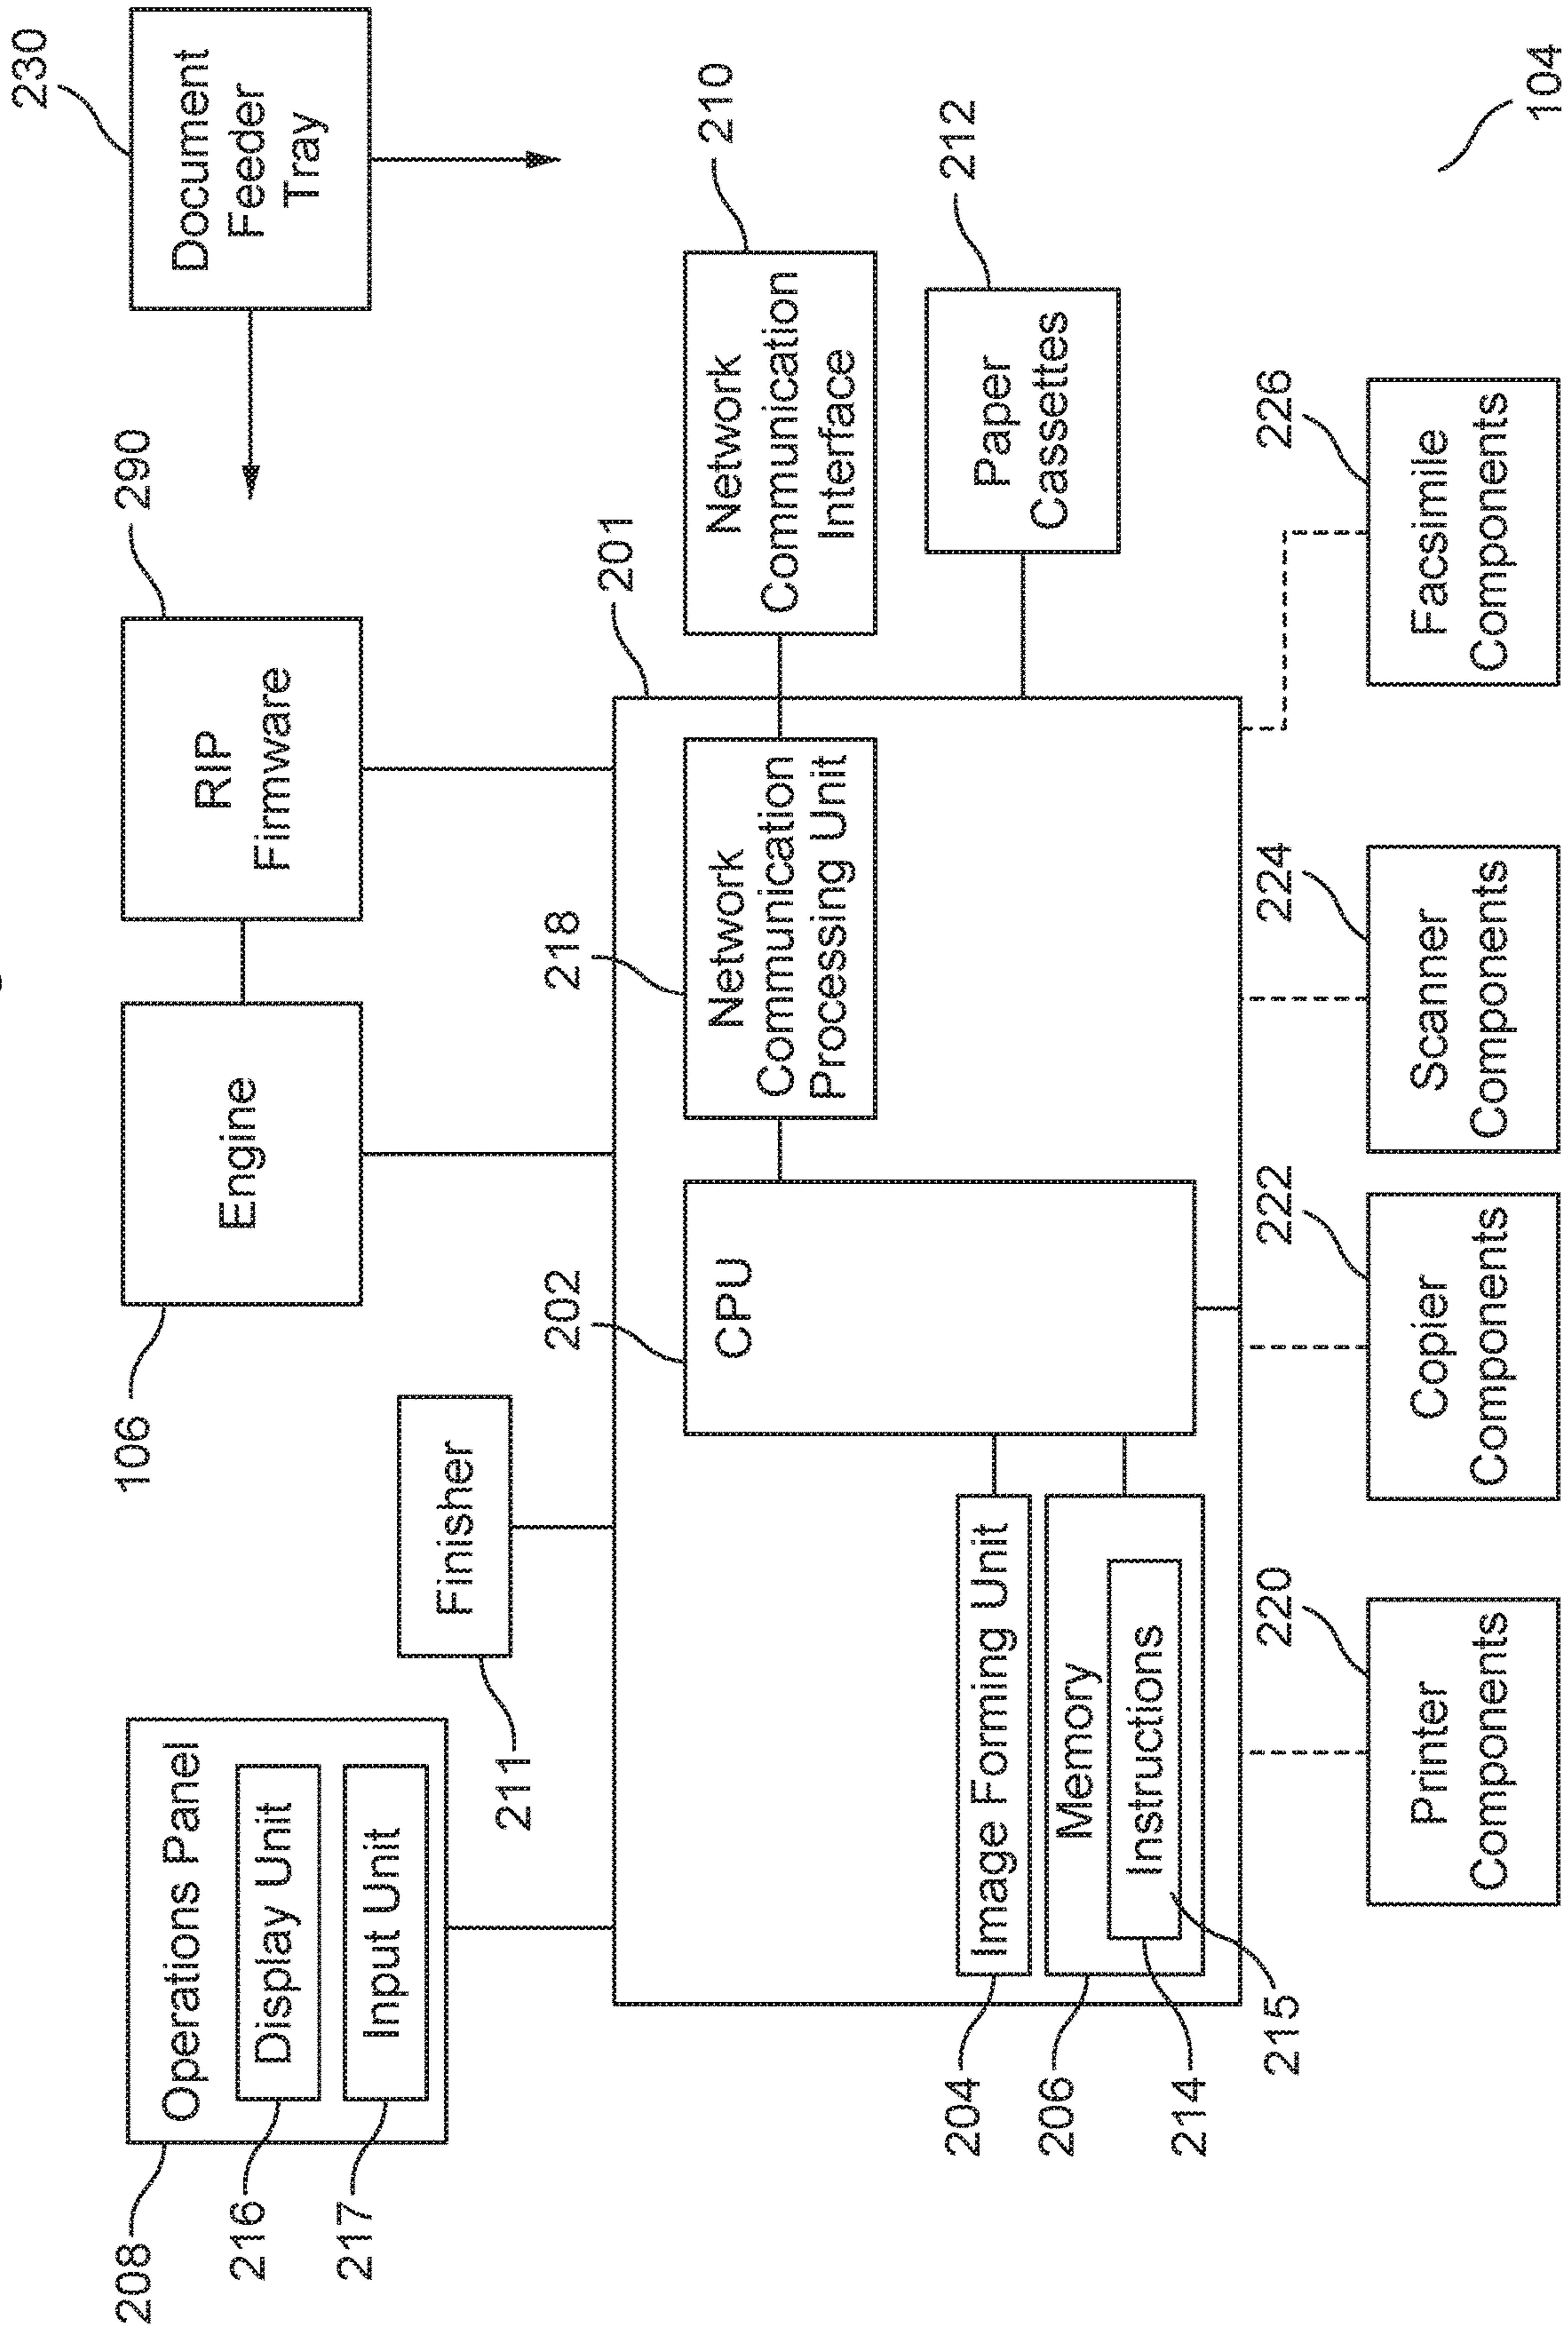 208
Operations Panel
216
Display Unit
217
Input Unit
211
Finisher
106
Engine
290
RIP
Firmware
230
Document
Feeder
Tray
201
202
CPU
218
Network
Communication
Processing Unit
210
Network
Communication
Interface
212
Paper
Cassettes
204
Image Forming Unit
206
Memory
214
Instructions
215
220
Printer
Components
222
Copier
Components
224
Scanner
Components
226
Facsimile
Components
104